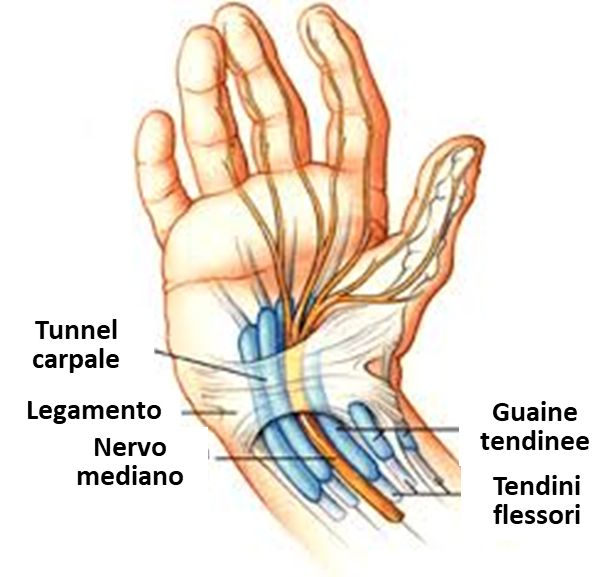 Tunnel
carpale
Legamento
Nervo
mediano
Guaine
tendinee
Tendini
flessori